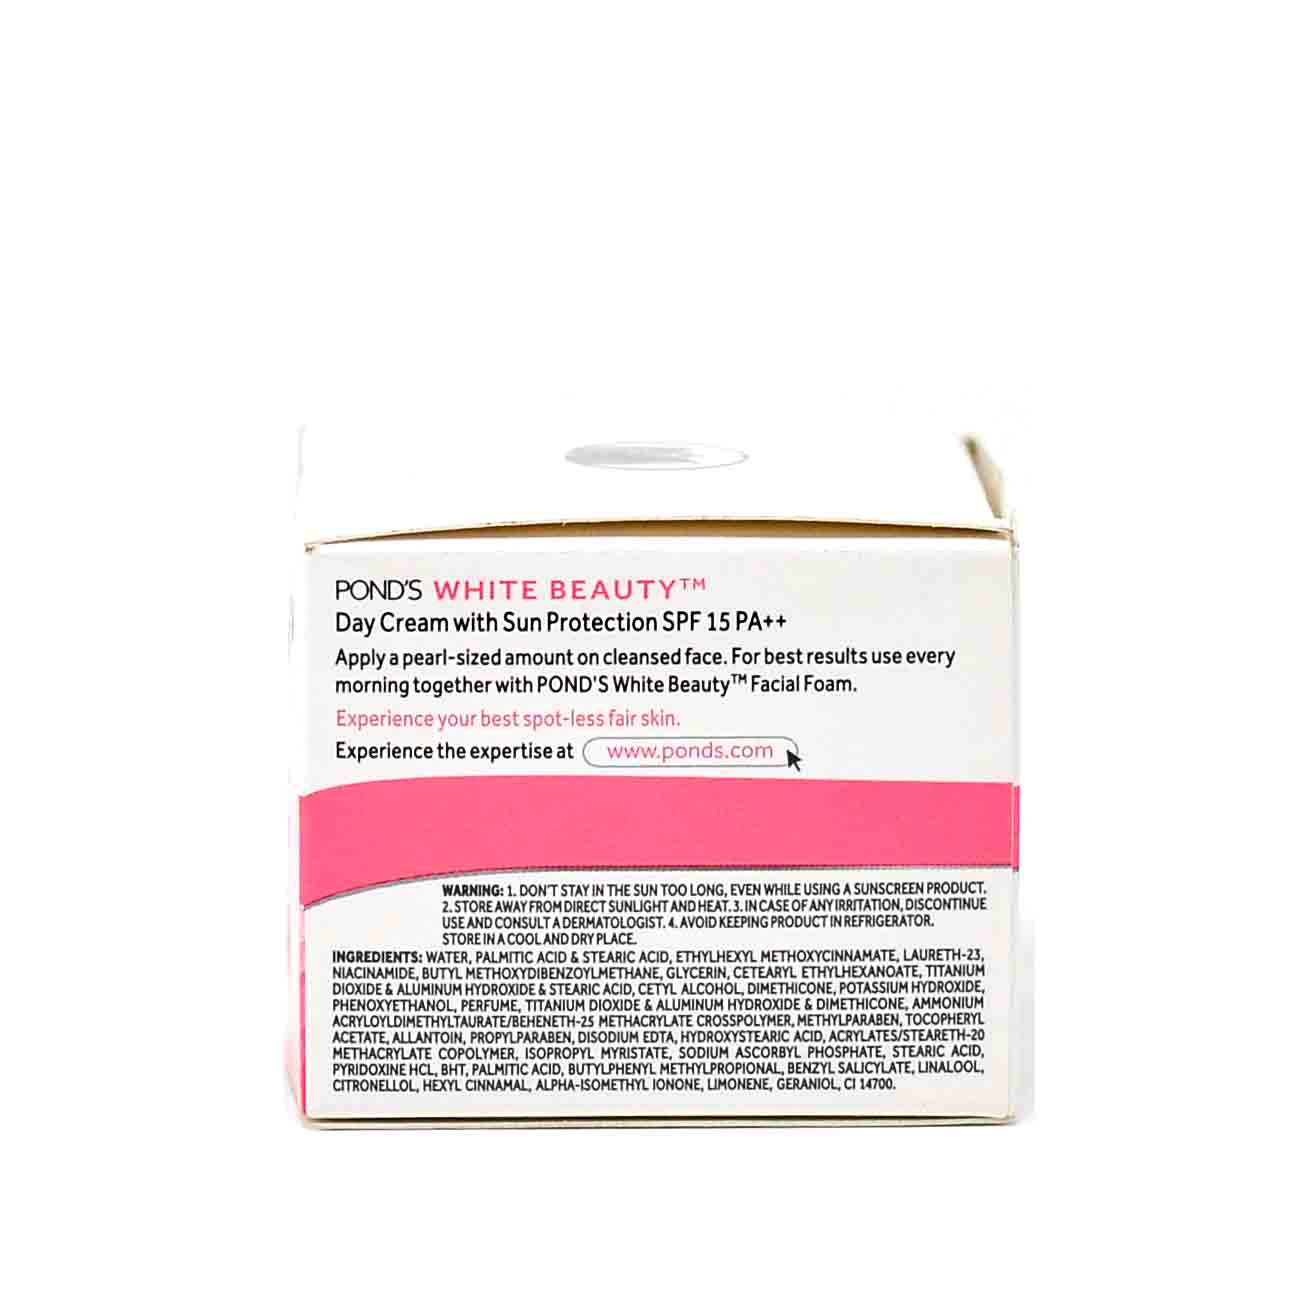 POND'S WHITE BEAUTY™
Day Cream with Sun Protection SPF 15 PA++
Apply a pearl-sized amount on cleansed face. For best results use every
morning together with POND'S White Beauty™ Facial Foam.
Experience your best spot-less fair skin.
Experience the expertise at www.ponds.com
WARNING: 1. DON'T STAY IN THE SUN TOO LONG, EVEN WHILE USING A SUNSCREEN PRODUCT.
2. STORE AWAY FROM DIRECT SUNLIGHT AND HEAT. 3. IN CASE OF ANY IRRITATION, DISCONTINUE
USE AND CONSULT A DERMATOLOGIST. 4. AVOID KEEPING PRODUCT IN REFRIGERATOR.
STORE IN A COOL AND DRY PLACE.
INGREDIENTS: WATER, PALMITIC ACID & STEARIC ACID, ETHYLHEXYL METHOXYCINNAMATE, LAURETH-23,
NIACINAMIDE, BUTYL METHOXYDIBENZOYLMETHANE, GLYCERIN, CETEARYL ETHYLHEXANOATE, TITANIUM
DIOXIDE & ALUMINUM HYDROXIDE & STEARIC ACID, CETYL ALCOHOL, DIMETHICONE, POTASSIUM HYDROXIDE,
PHENOXYETHANOL, PERFUME, TITANIUM DIOXIDE & ALUMINUM HYDROXIDE & DIMETHICONE, AMMONIUM
ACRYLOYLDIMETHYLTAURATE/BEHENETH-25 METHACRYLATE CROSSPOLYMER, METHYLPARABEN, TOCOPHERYL
ACETATE, ALLANTOIN, PROPYLPARABEN, DISODIUM EDTA, HYDROXYSTEARIC ACID, ACRYLATES/STEARETH-20
METHACRYLATE COPOLYMER, ISOPROPYL MYRISTATE, SODIUM ASCORBYL PHOSPHATE, STEARIC ACID,
PYRIDOXINE HCL, BHT, PALMITIC ACID, BUTYLPHENYL METHYLPROPIONAL, BENZYL SALICYLATE, LINALOOL,
CITRONELLOL, HEXYL CINNAMAL, ALPHA-ISOMETHYL IONONE, LIMONENE, GERANIOL, CI 14700.